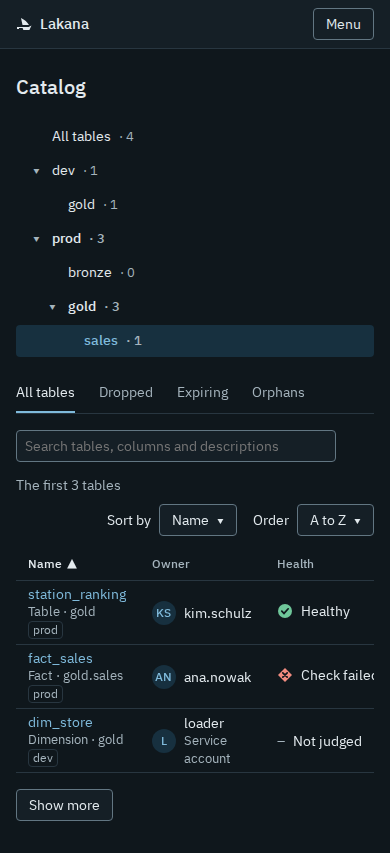 Lakana
Menu
Catalog
All tables · 4
dev · 1
gold · 1
prod · 3
bronze · 0
gold · 3
sales · 1
All tables Dropped Expiring Orphans
Search tables, columns and descriptions
The first 3 tables
Sort by Name ▼ Order A to Z ▼
Name ▲ Owner Health
station_ranking
Table · gold
prod
KS kim.schulz
Healthy
fact_sales
Fact · gold.sales
prod
AN ana.nowak
Check failed
dim_store
Dimension · gold
dev
L loader
Service
account
– Not judged
Show more